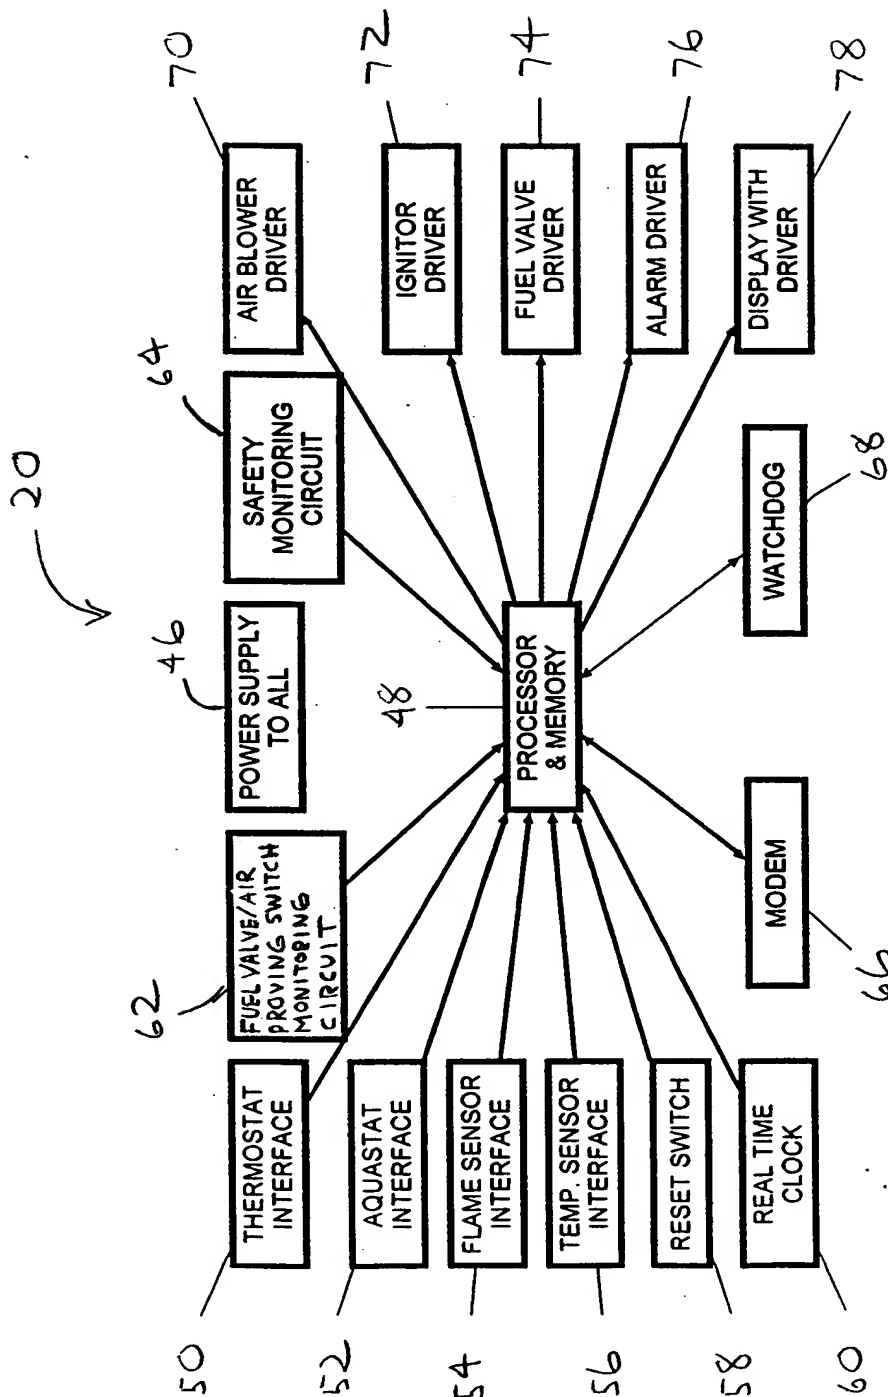 20
62
46
64
70
FUEL VALVE/AIR
PROVING SWITCH
MONITORING
CIRCUIT
POWER SUPPLY
TO ALL
SAFETY
MONITORING
CIRCUIT
50
THERMOSTAT
INTERFACE
AIR BLOWER
DRIVER
52
AQUASTAT
INTERFACE
48
IGNITOR
DRIVER
72
54
FLAME SENSOR
INTERFACE
PROCESSOR
& MEMORY
FUEL VALVE
DRIVER
74
56
TEMP. SENSOR
INTERFACE
ALARM DRIVER
76
58
RESET SWITCH
60
REAL TIME
CLOCK
MODEM
66
WATCHDOG
68
DISPLAY WITH
DRIVER
78